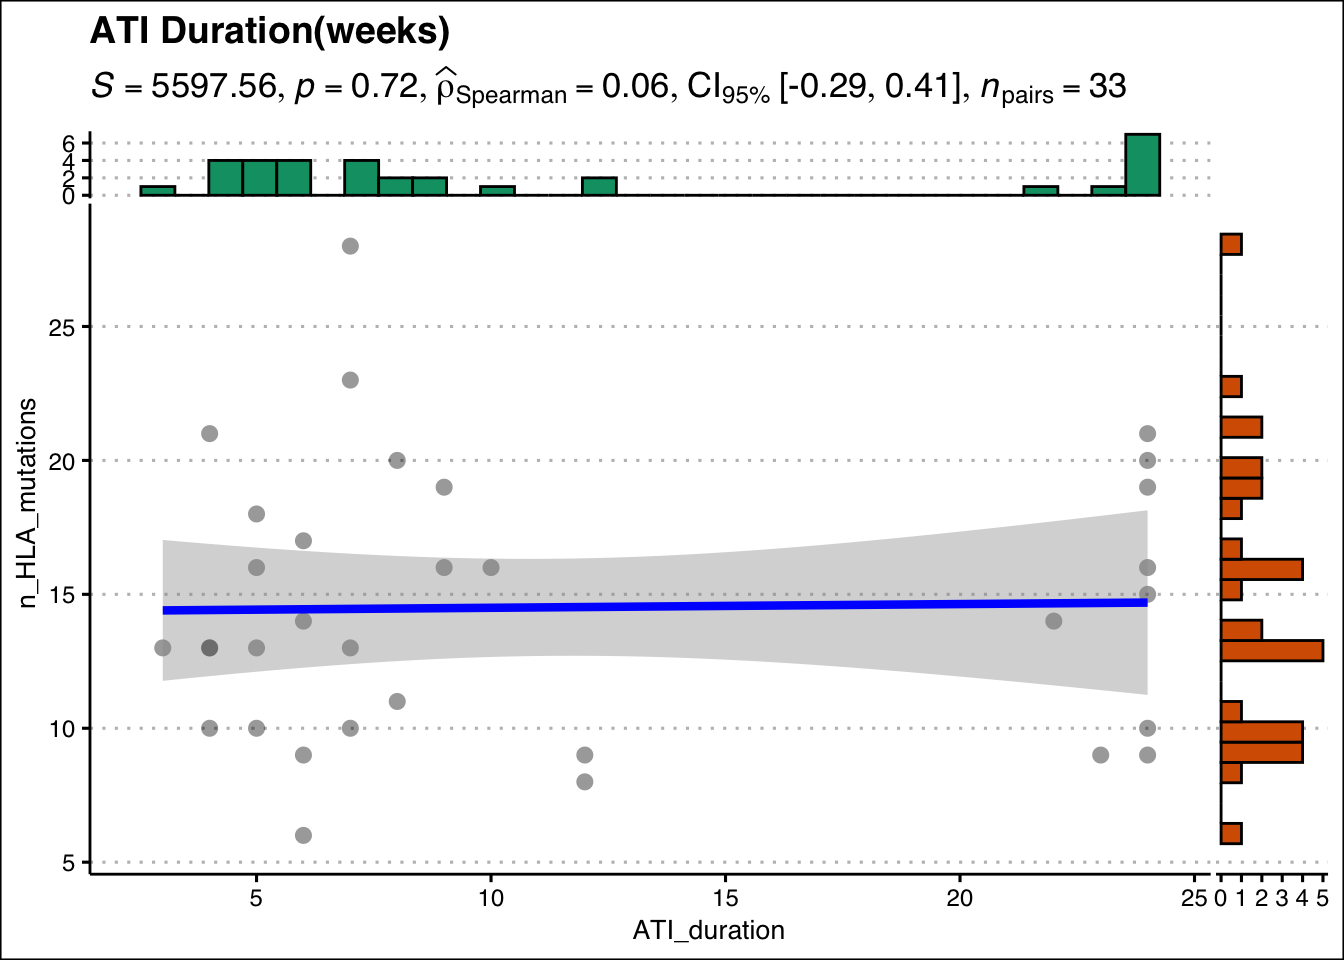 ATI Duration(weeks)
S = 5597.56, p = 0.72, ρ̂Spearman = 0.06, CI95% [-0.29, 0.41], npairs = 33
6
4
2
0
25
20
15
10
5
n_HLA_mutations
5 10 15 20 25 0 1 2 3 4 5
ATI_duration